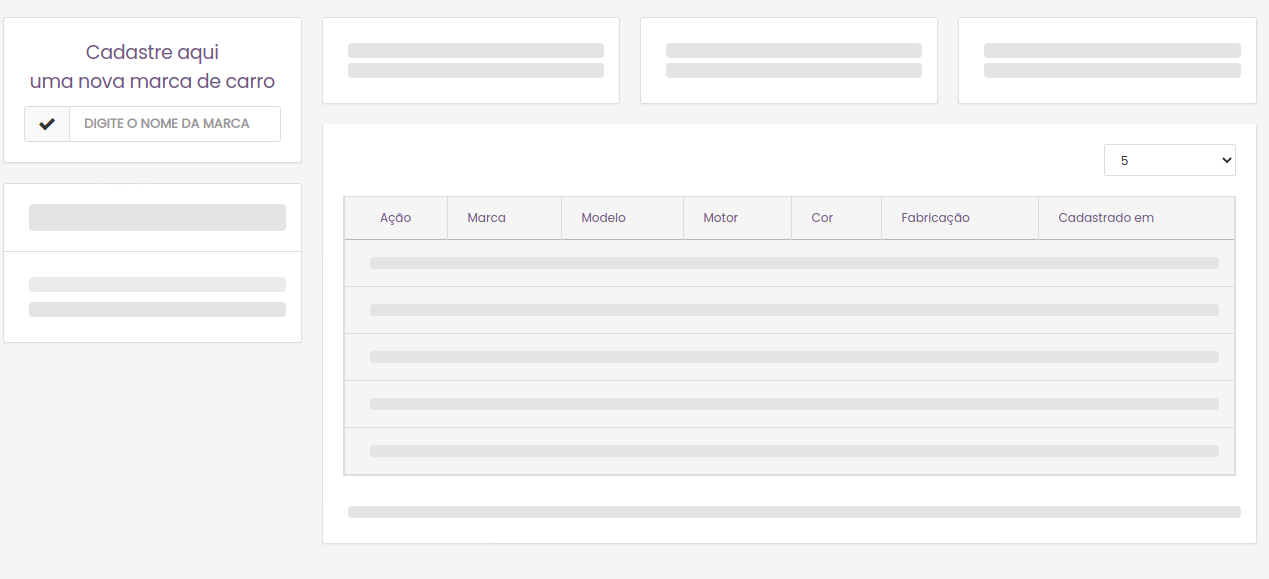 Cadastre aqui
uma nova marca de carro
DIGITE O NOME DA MARCA
5
Ação Marca Modelo Motor Cor Fabricação Cadastrado em